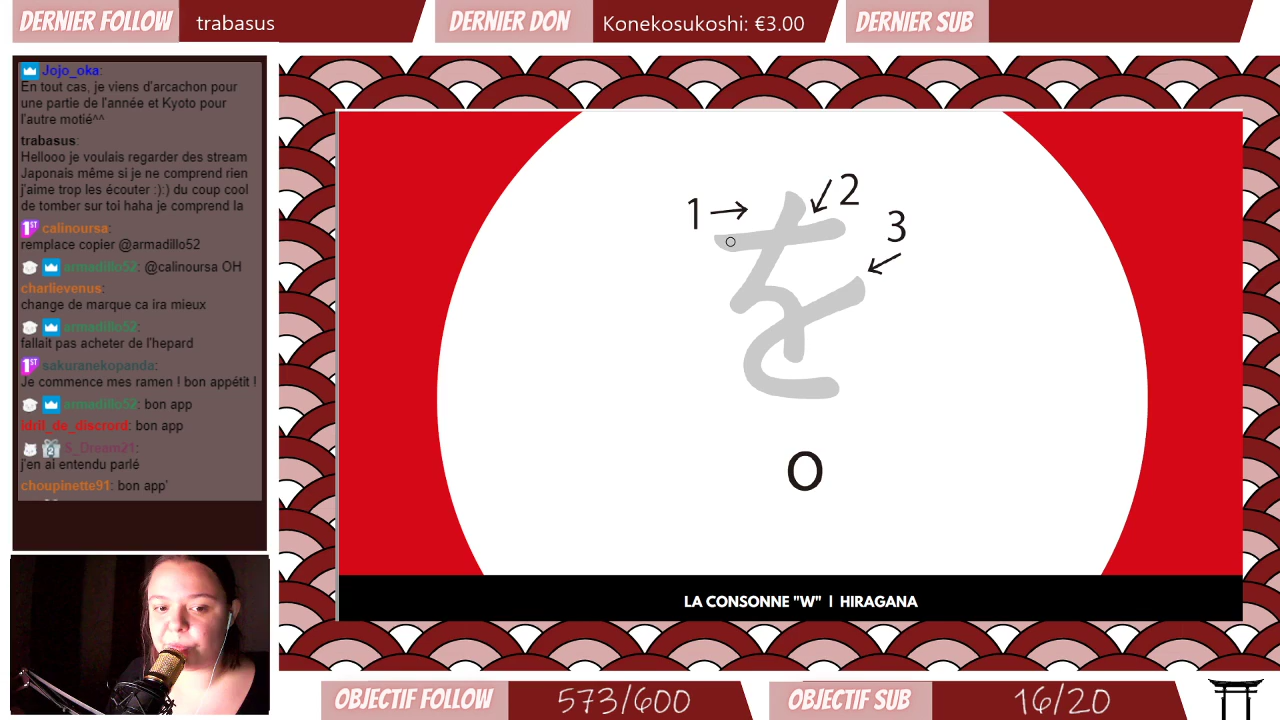 DERNIER FOLLOW
trabasus
DERNIER DON
Konekosukoshi: €3.00
DERNIER SUB
Jojo_oka:
En tout cas, je viens d'arcachon pour
une partie de l'année et Kyoto pour
l'autre motié^^
trabasus:
Hellooo je voulais regarder des stream
Japonais même si je ne comprend rien
j'aime trop les écouter :):) du coup cool
de tomber sur toi haha je comprend la
1ST calinoursa:
remplace copier @armadillo52
armadillo52: @calinoursa OH
charlievenus:
change de marque ca ira mieux
armadillo52:
fallait pas acheter de l'hepard
1ST sakuranekopanda:
Je commence mes ramen ! bon appétit !
armadillo52: bon app
idril_de_discrord: bon app
2 S_Dream21:
j'en ai entendu parlé
choupinette91: bon app'
1 → ↙ 2
3
↙
を
o
LA CONSONNE "W" | HIRAGANA
OBJECTIF FOLLOW
573/600
OBJECTIF SUB
16/20